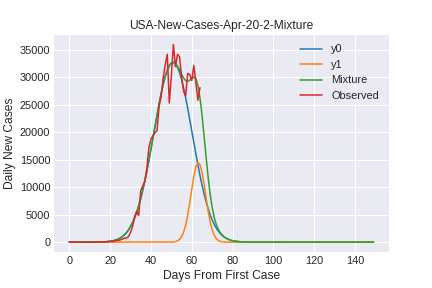 USA-New-Cases-Apr-20-2-Mixture
y0
y1
Mixture
Observed
Daily New Cases
35000
30000
25000
20000
15000
10000
5000
0
0 20 40 60 80 100 120 140
Days From First Case